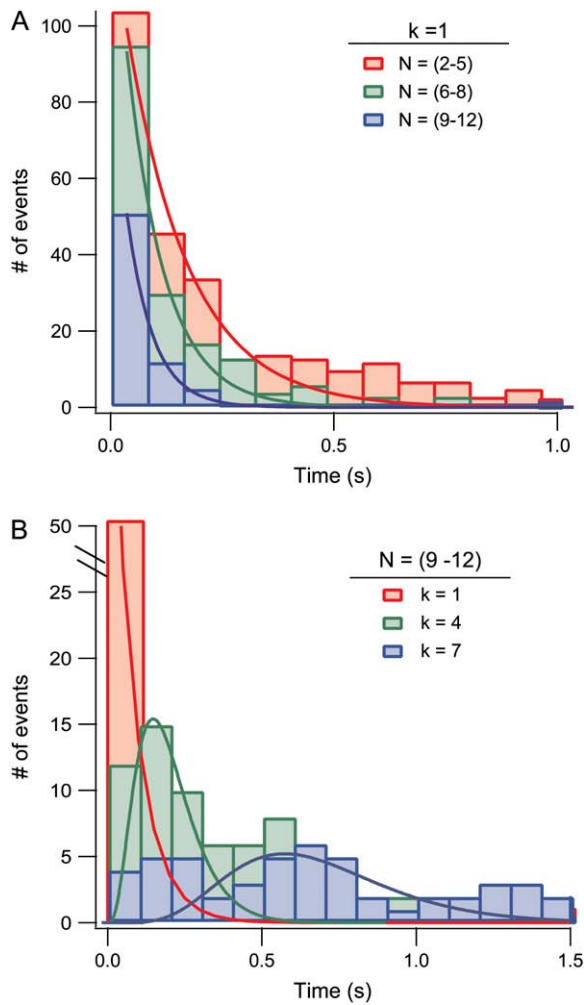 A
k =1
N = (2-5)
N = (6-8)
N = (9-12)
# of events
100
80
60
40
20
0
0.0
0.5
1.0
Time (s)
B
N = (9 -12)
k = 1
k = 4
k = 7
# of events
50
25
20
15
10
5
0
0.0
0.5
1.0
1.5
Time (s)